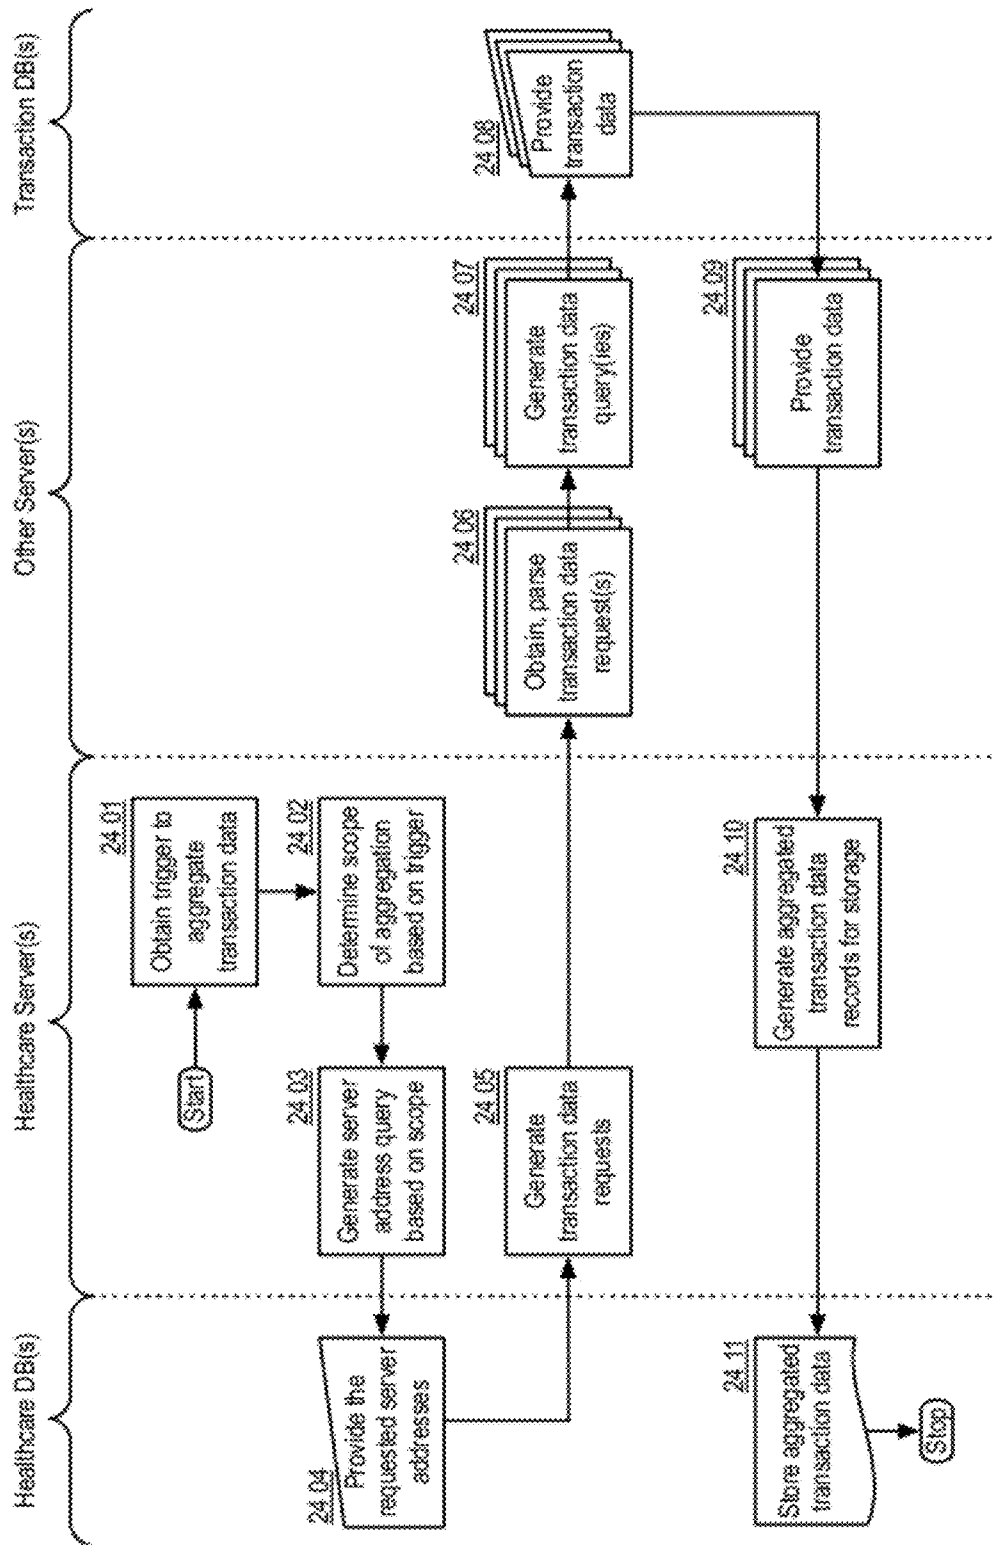 Healthcare DB(s)
Healthcare Server(s)
Other Server(s)
Transaction DB(s)
Start
24 01
Obtain trigger to
aggregate
transaction data
24 02
Determine scope
of aggregation
based on trigger
24 03
Generate server
address query
based on scope
24 04
Provide the
requested server
addresses
24 05
Generate
transaction data
requests
24 06
Obtain, parse
transaction data
request(s)
24 07
Generate
transaction data
query(ies)
24 08
Provide
transaction
data
24 09
Provide
transaction data
24 10
Generate aggregated
transaction data
records for storage
24 11
Store aggregated
transaction data
Stop